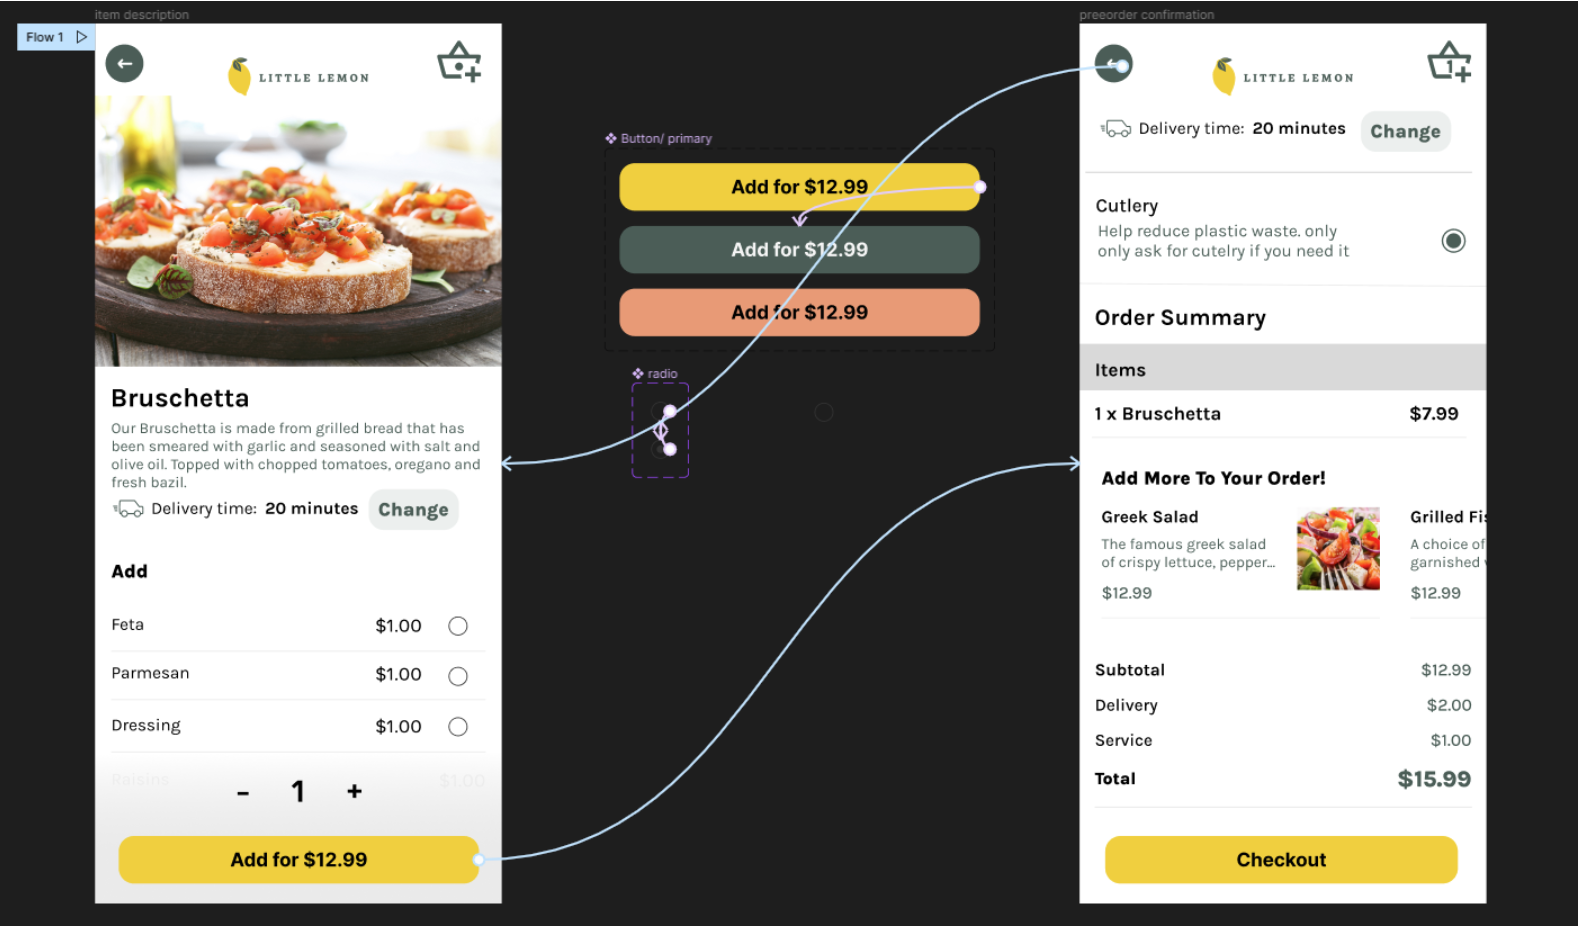 item description
Flow 1
LITTLE LEMON
Bruschetta
Our Bruschetta is made from grilled bread that has
been smeared with garlic and seasoned with salt and
olive oil. Topped with chopped tomatoes, oregano and
fresh bazil.
Delivery time: 20 minutes Change
Add
Feta $1.00
Parmesan $1.00
Dressing $1.00
Raisins $1.00
- 1 +
Add for $12.99
Button/ primary
Add for $12.99
Add for $12.99
Add for $12.99
radio
preeorder confirmation
LITTLE LEMON
1
Delivery time: 20 minutes Change
Cutlery
Help reduce plastic waste. only
only ask for cutelry if you need it
Order Summary
Items
1 x Bruschetta $7.99
Add More To Your Order!
Greek Salad
The famous greek salad
of crispy lettuce, pepper...
$12.99
Grilled Fis
A choice of
garnished
$12.99
Subtotal $12.99
Delivery $2.00
Service $1.00
Total $15.99
Checkout